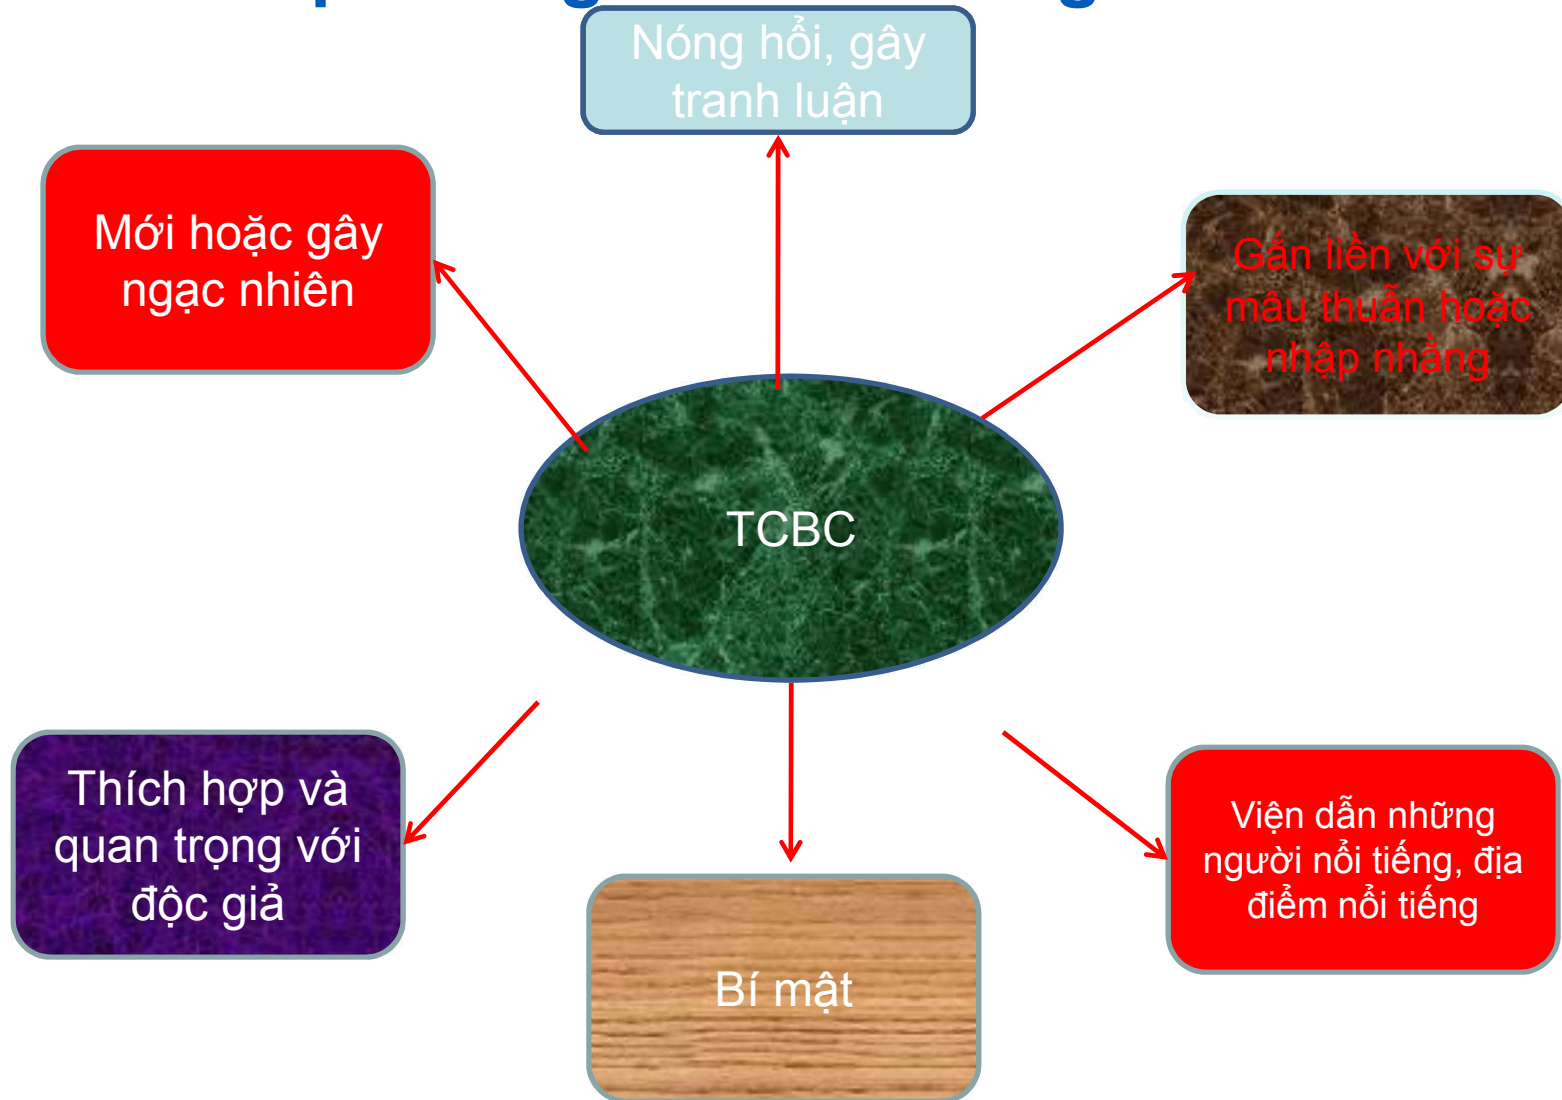 Nóng hổi, gây
tranh luận
Mới hoặc gây
ngạc nhiên
Gắn liền với sự
mâu thuẫn hoặc
nhập nhằng
TCBC
Thích hợp và
quan trọng với
độc giả
Viện dẫn những
người nổi tiếng, địa
điểm nổi tiếng
Bí mật